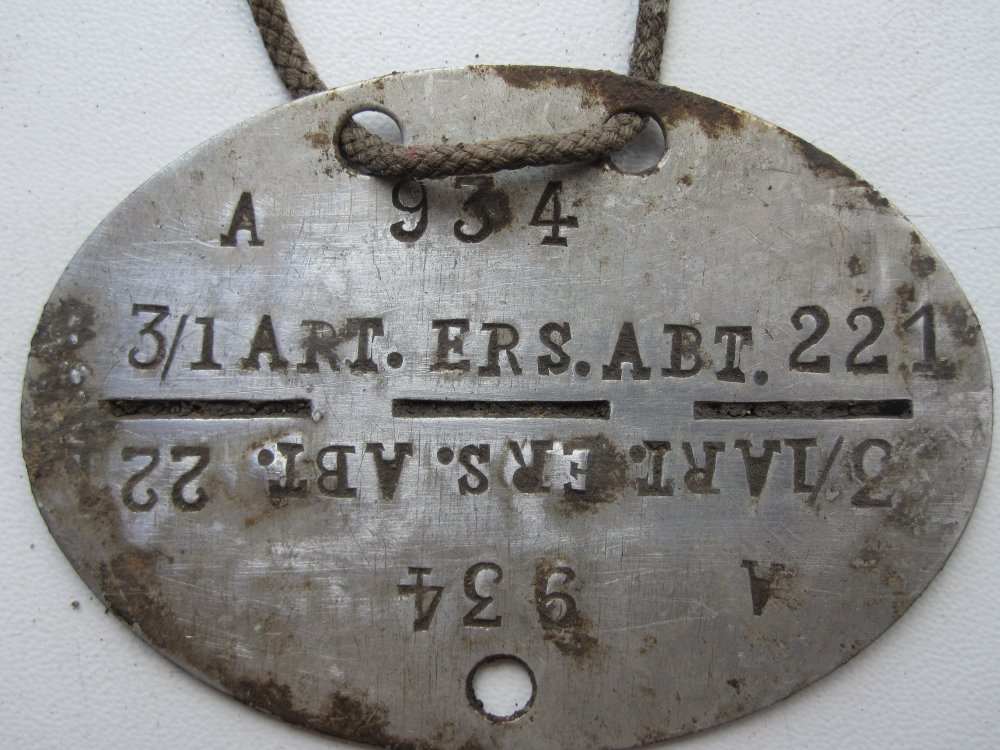 A 934
3/1 ART. ERS. ABT. 221
3/1 ART. ERS. ABT. 22
A 934